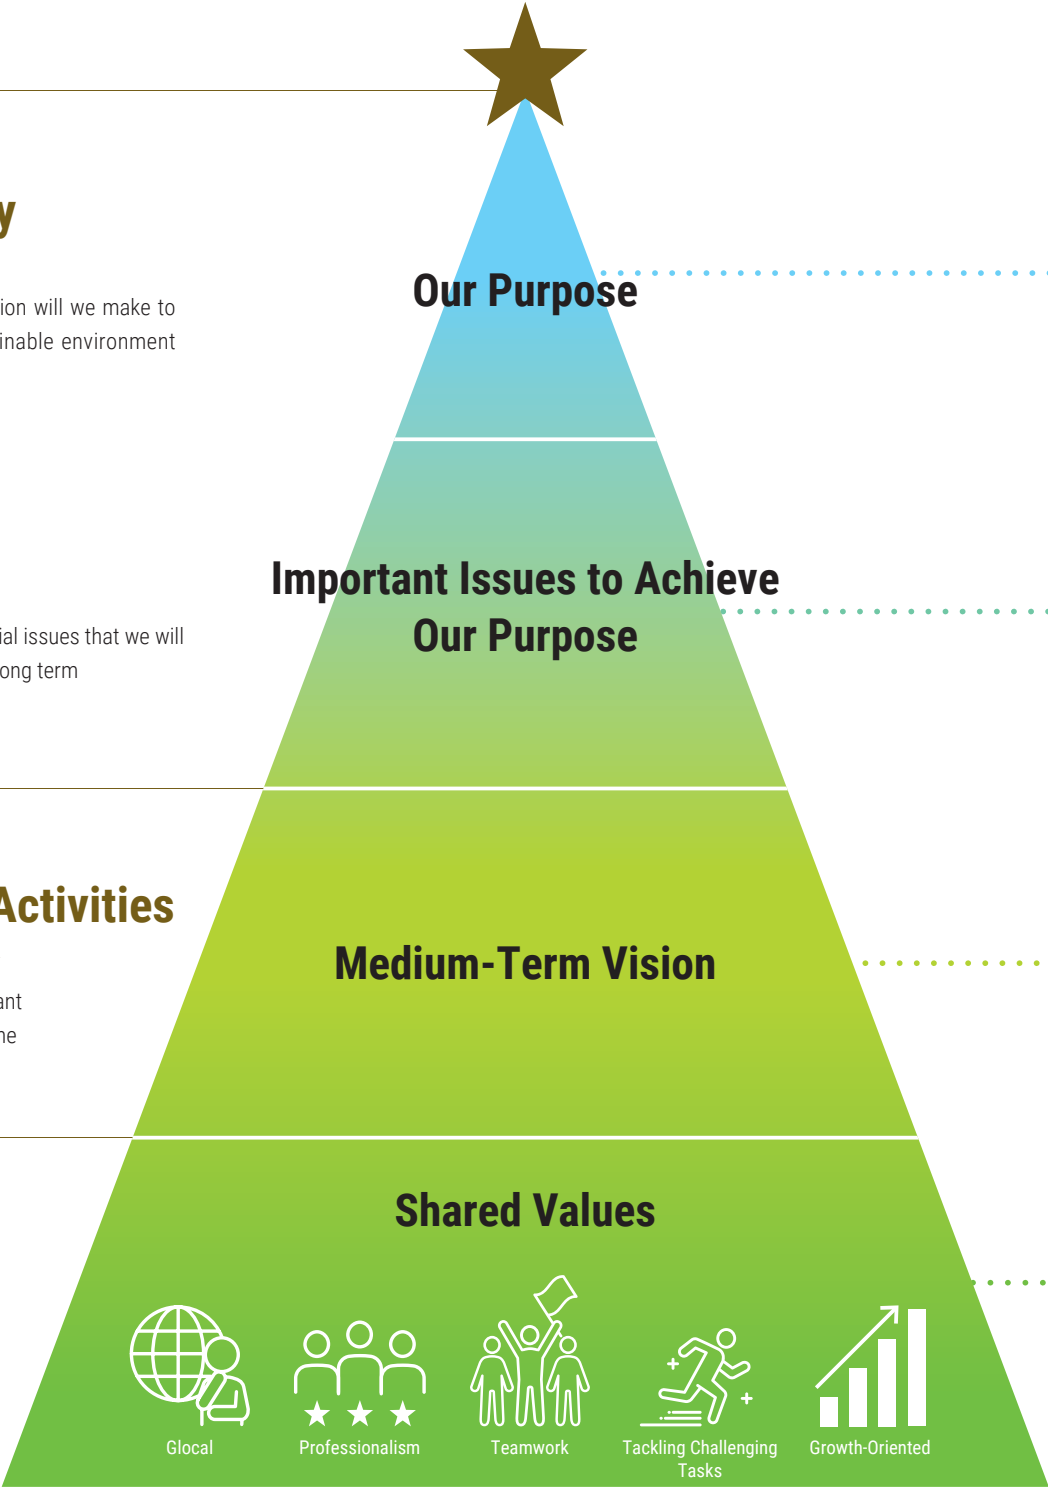 y
Our Purpose
ion will we make to
inable environment
Important Issues to Achieve
Our Purpose
ial issues that we will
ong term
Activities
Medium-Term Vision
ant
ne
Shared Values
Glocal
Professionalism
Teamwork
Tackling Challenging
Tasks
Growth-Oriented